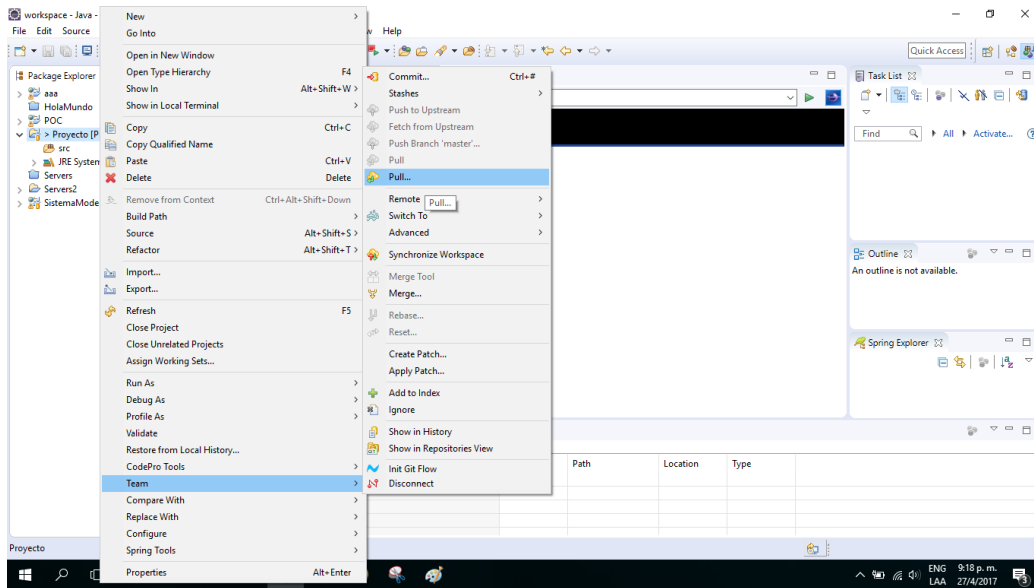 workspace - Java -
File Edit Source
Help
Quick Access
Package Explorer
aaa
HolaMundo
POC
> Proyecto [P
src
JRE System
Servers
Servers2
SistemaMode
New
Go Into
Open in New Window
Open Type Hierarchy F4
Show In Alt+Shift+W >
Show in Local Terminal
Copy Ctrl+C
Copy Qualified Name
Paste Ctrl+V
Delete Delete
Remove from Context Ctrl+Alt+Shift+Down
Build Path
Source Alt+Shift+S >
Refactor Alt+Shift+T >
Import...
Export...
Refresh F5
Close Project
Close Unrelated Projects
Assign Working Sets...
Run As
Debug As
Profile As
Validate
Restore from Local History...
CodePro Tools
Team
Compare With
Replace With
Configure
Spring Tools
Properties Alt+Enter
Commit... Ctrl+#
Stashes
Push to Upstream
Fetch from Upstream
Push Branch 'master'...
Pull
Pull...
Remote
Pull...
Switch To
Advanced
Synchronize Workspace
Merge Tool
Merge...
Rebase...
Reset...
Create Patch...
Apply Patch...
Add to Index
Ignore
Show in History
Show in Repositories View
Init Git Flow
Disconnect
Task List
Find All Activate...
Outline
An outline is not available.
Spring Explorer
Path Location Type
Proyecto
ENG 9:18 p. m.
LAA 27/4/2017